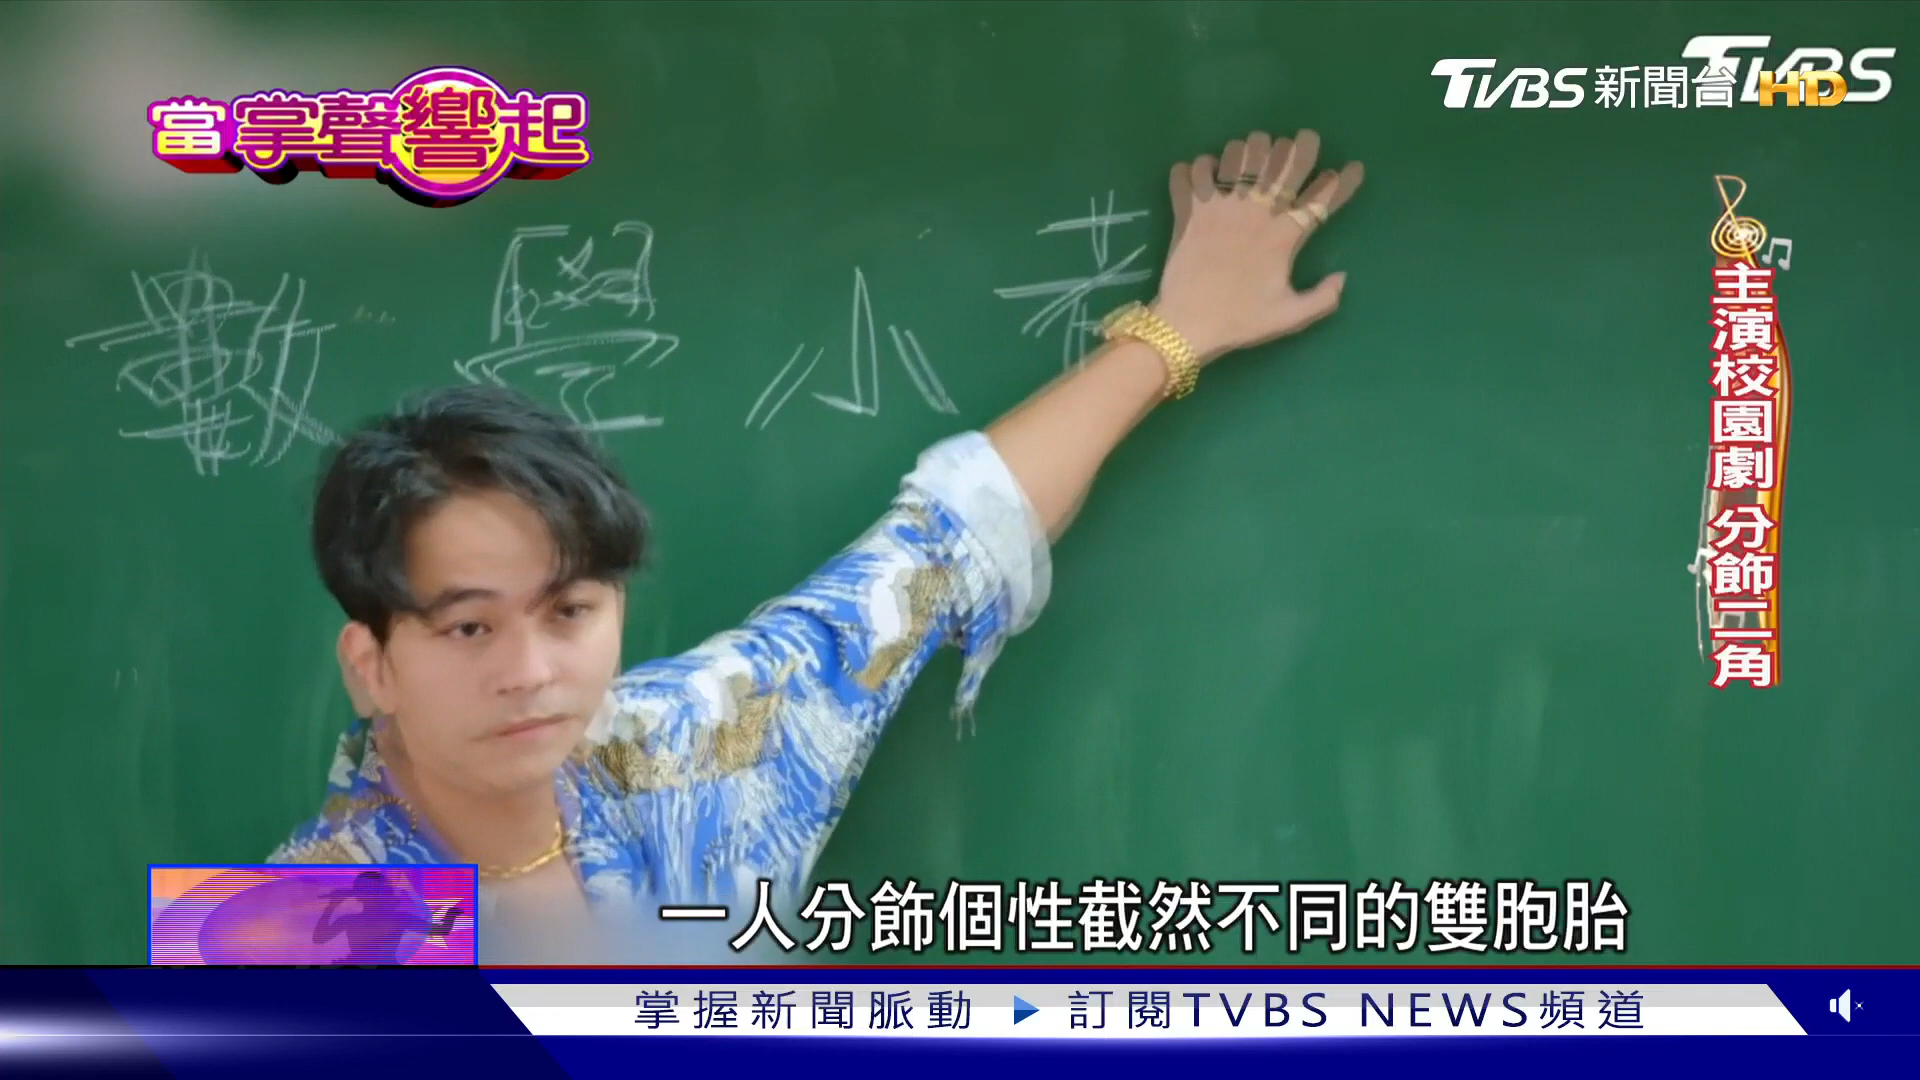 當掌聲響起
TVBS新聞台 HD
TVBS
數學小考
主演校園劇 分飾二角
一人分飾個性截然不同的雙胞胎
掌握新聞脈動 ▶ 訂閱TVBS NEWS頻道